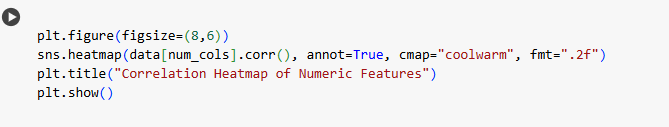 plt.figure(figsize=(8,6))
sns.heatmap(data[num_cols].corr(), annot=True, cmap="coolwarm", fmt=".2f")
plt.title("Correlation Heatmap of Numeric Features")
plt.show()